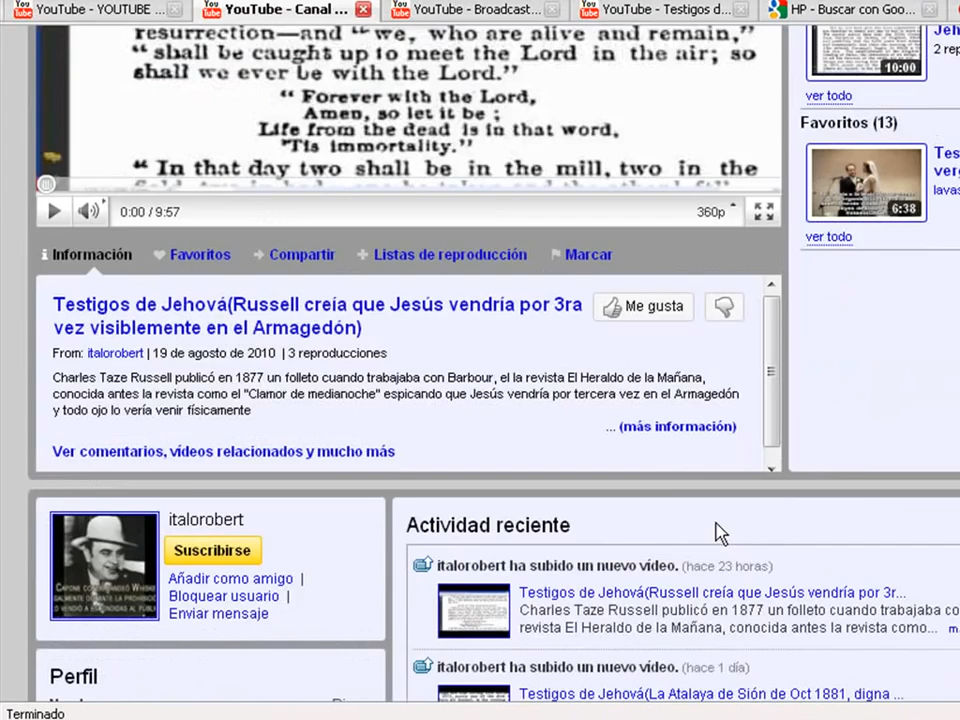 YouTube - YOUTUBE ...
YouTube - Canal ...
YouTube - Broadcast...
YouTube - Testigos d...
HP - Buscar con Goo...
resurrection—and "we, who are alive and remain,"
"shall be caught up to meet the Lord in the air; so
shall we ever be with the Lord."
"Forever with the Lord,
Amen, so let it be;
Life from the dead is in that word,
'Tis immortality."
"In that day two shall be in the mill, two in the
0:00 / 9:57
360p
Información
Favoritos
Compartir
Listas de reproducción
Marcar
Testigos de Jehová(Russell creía que Jesús vendría por 3ra
vez visiblemente en el Armagedón)
Me gusta
From: italorobert | 19 de agosto de 2010 | 3 reproducciones
Charles Taze Russell publicó en 1877 un folleto cuando trabajaba con Barbour, el la revista El Heraldo de la Mañana,
conocida antes la revista como el "Clamor de medianoche" espicando que Jesús vendría por tercera vez en el Armagedón
y todo ojo lo vería venir físicamente
... (más información)
Ver comentarios, vídeos relacionados y mucho más
Jeh
2 rep
10:00
ver todo
Favoritos (13)
Tes
verg
lavas
6:38
ver todo
italorobert
Suscribirse
Añadir como amigo |
Bloquear usuario |
Enviar mensaje
Perfil
Actividad reciente
italorobert ha subido un nuevo vídeo. (hace 23 horas)
Testigos de Jehová(Russell creía que Jesús vendría por 3r...
Charles Taze Russell publicó en 1877 un folleto cuando trabajaba co
revista El Heraldo de la Mañana, conocida antes la revista como... m
italorobert ha subido un nuevo vídeo. (hace 1 día)
Testigos de Jehová(La Atalaya de Sión de Oct 1881, digna ...
Terminado